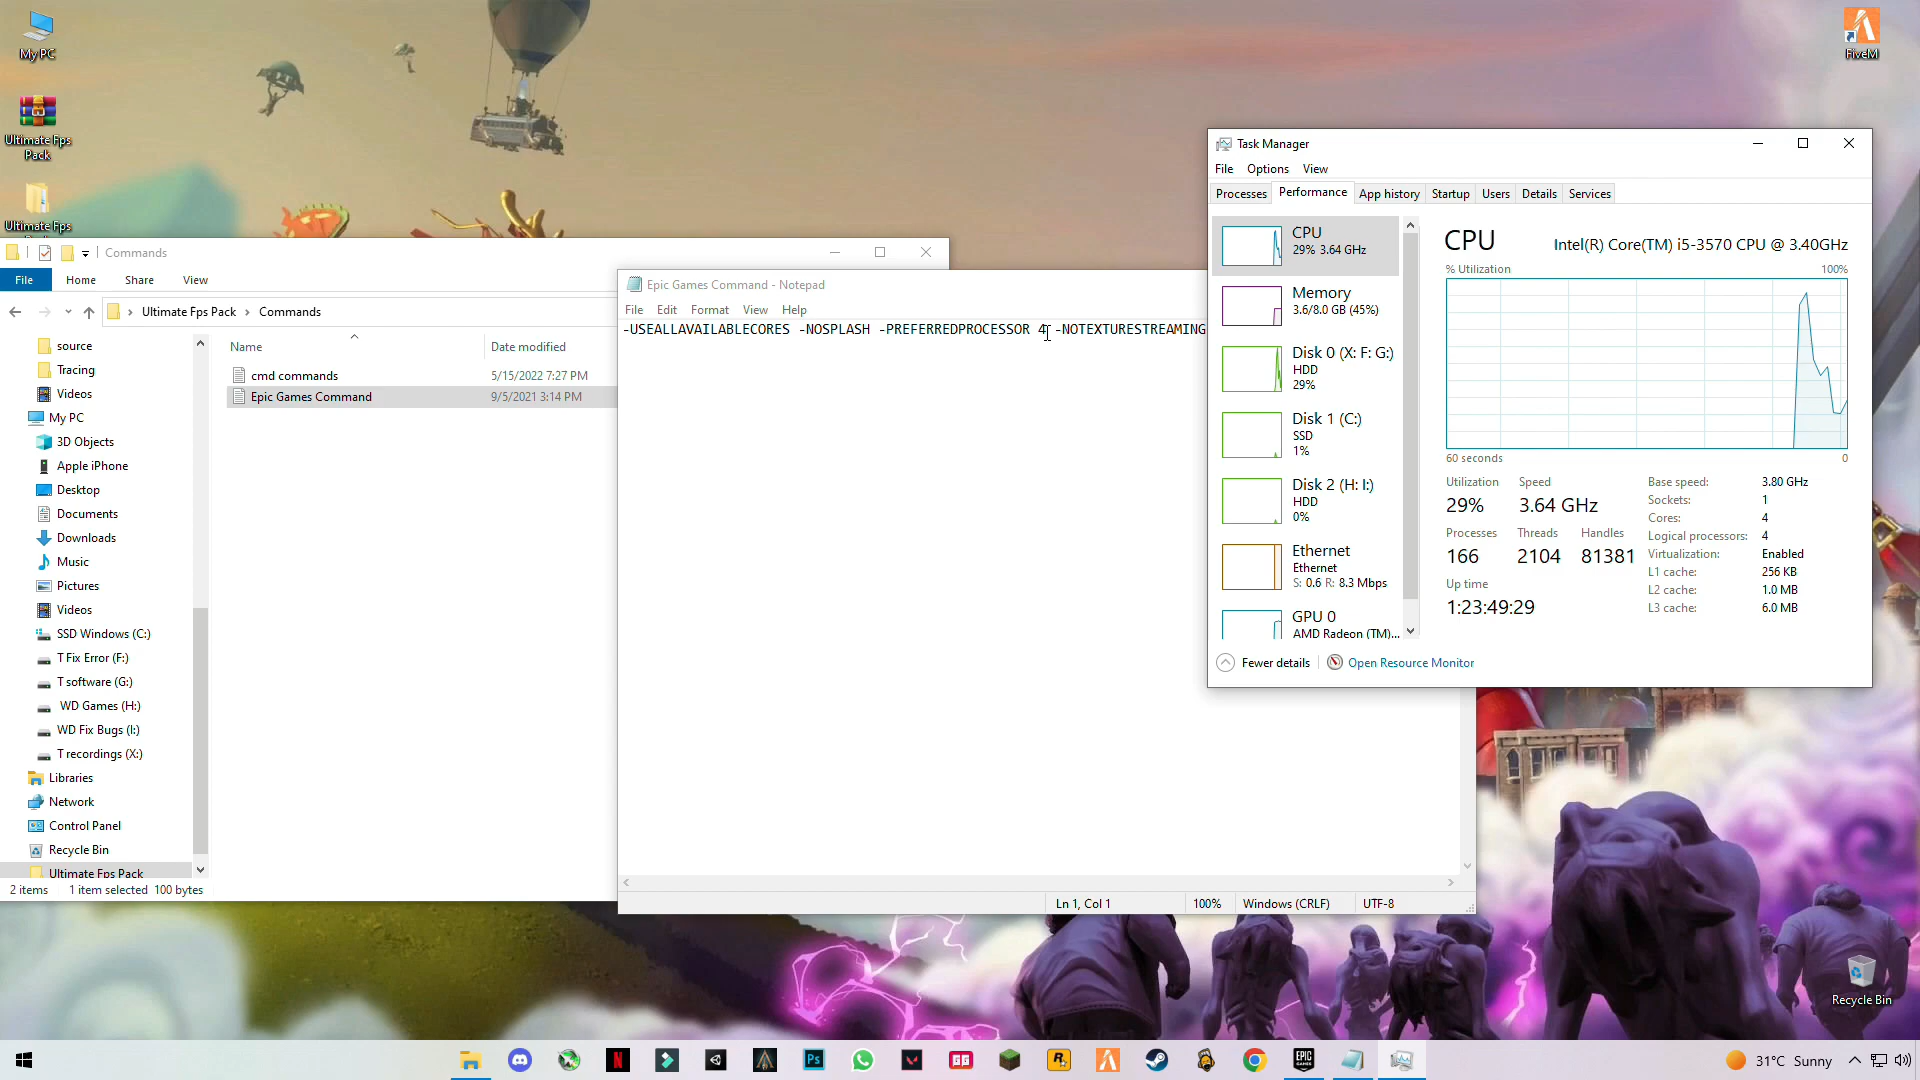 My PC
Ultimate Fps
Pack
Ultimate Fps
FiveM
Commands
File
Home
Share
View
Ultimate Fps Pack
Commands
source
Tracing
Videos
My PC
3D Objects
Apple iPhone
Desktop
Documents
Downloads
Music
Pictures
Videos
SSD Windows (C:)
T Fix Error (F:)
T software (G:)
WD Games (H:)
WD Fix Bugs (I:)
T recordings (X:)
Libraries
Network
Control Panel
Recycle Bin
Ultimate Fps Pack
Name
Date modified
cmd commands
5/15/2022 7:27 PM
Epic Games Command
9/5/2021 3:14 PM
2 items
1 item selected 100 bytes
Epic Games Command - Notepad
File
Edit
Format
View
Help
-USEALLAVAILABLECORES -NOSPLASH -PREFERREDPROCESSOR 4 -NOTEXTURESTREAMING
Ln 1, Col 1
100%
Windows (CRLF)
UTF-8
Task Manager
File
Options
View
Processes
Performance
App history
Startup
Users
Details
Services
CPU
29% 3.64 GHz
Memory
3.6/8.0 GB (45%)
Disk 0 (X: F: G:)
HDD
29%
Disk 1 (C:)
SSD
1%
Disk 2 (H: I:)
HDD
0%
Ethernet
Ethernet
S: 0.6 R: 8.3 Mbps
GPU 0
AMD Radeon (TM)...
CPU
Intel(R) Core(TM) i5-3570 CPU @ 3.40GHz
% Utilization
100%
60 seconds
0
Utilization
Speed
29%
3.64 GHz
Processes
Threads
Handles
166
2104
81381
Up time
1:23:49:29
Base speed: 3.80 GHz
Sockets: 1
Cores: 4
Logical processors: 4
Virtualization: Enabled
L1 cache: 256 KB
L2 cache: 1.0 MB
L3 cache: 6.0 MB
Fewer details
Open Resource Monitor
Recycle Bin
Ps
EPIC
GAMES
31°C Sunny